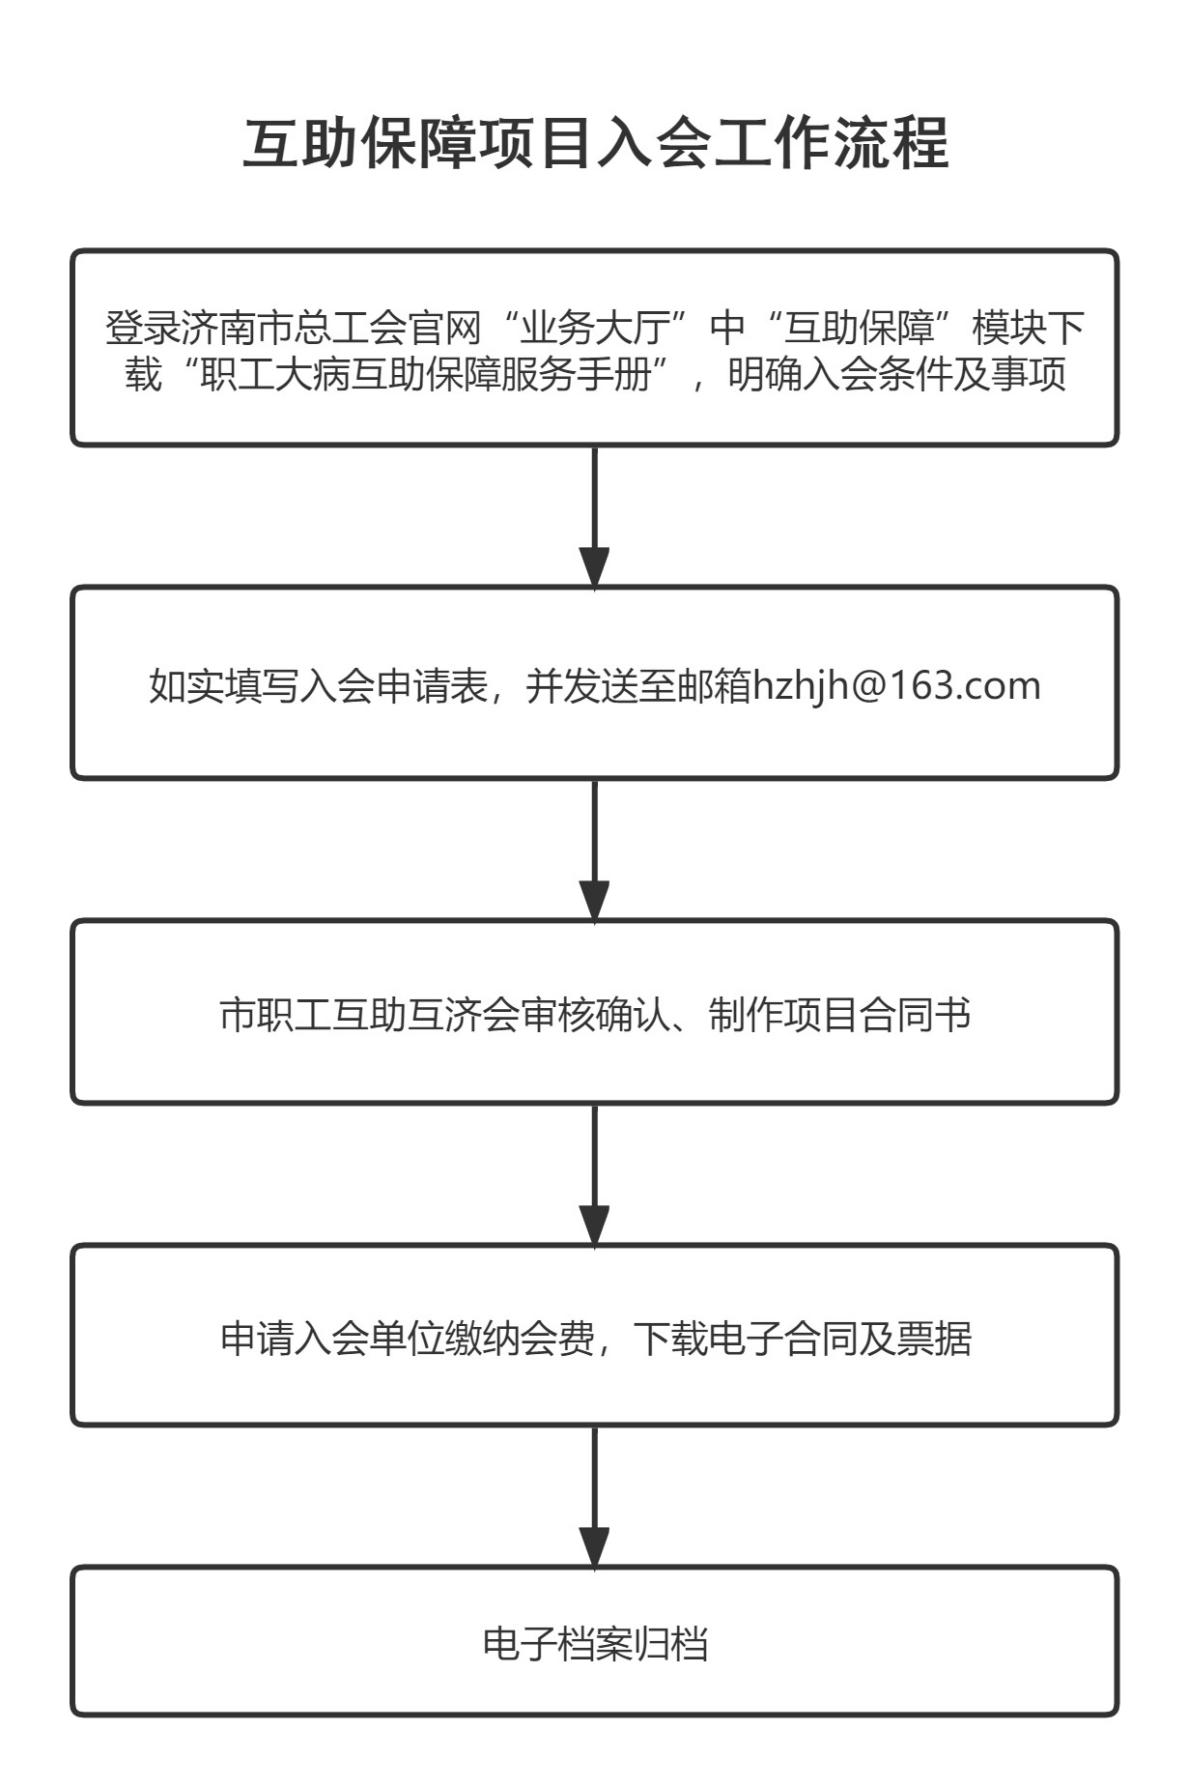 互助保障项目入会工作流程
登录济南市总工会官网“业务大厅”中“互助保障”模块下
载“职工大病互助保障服务手册”，明确入会条件及事项
如实填写入会申请表，并发送至邮箱hzhjh@163.com
市职工互助互济会审核确认、制作项目合同书
申请入会单位缴纳会费，下载电子合同及票据
电子档案归档